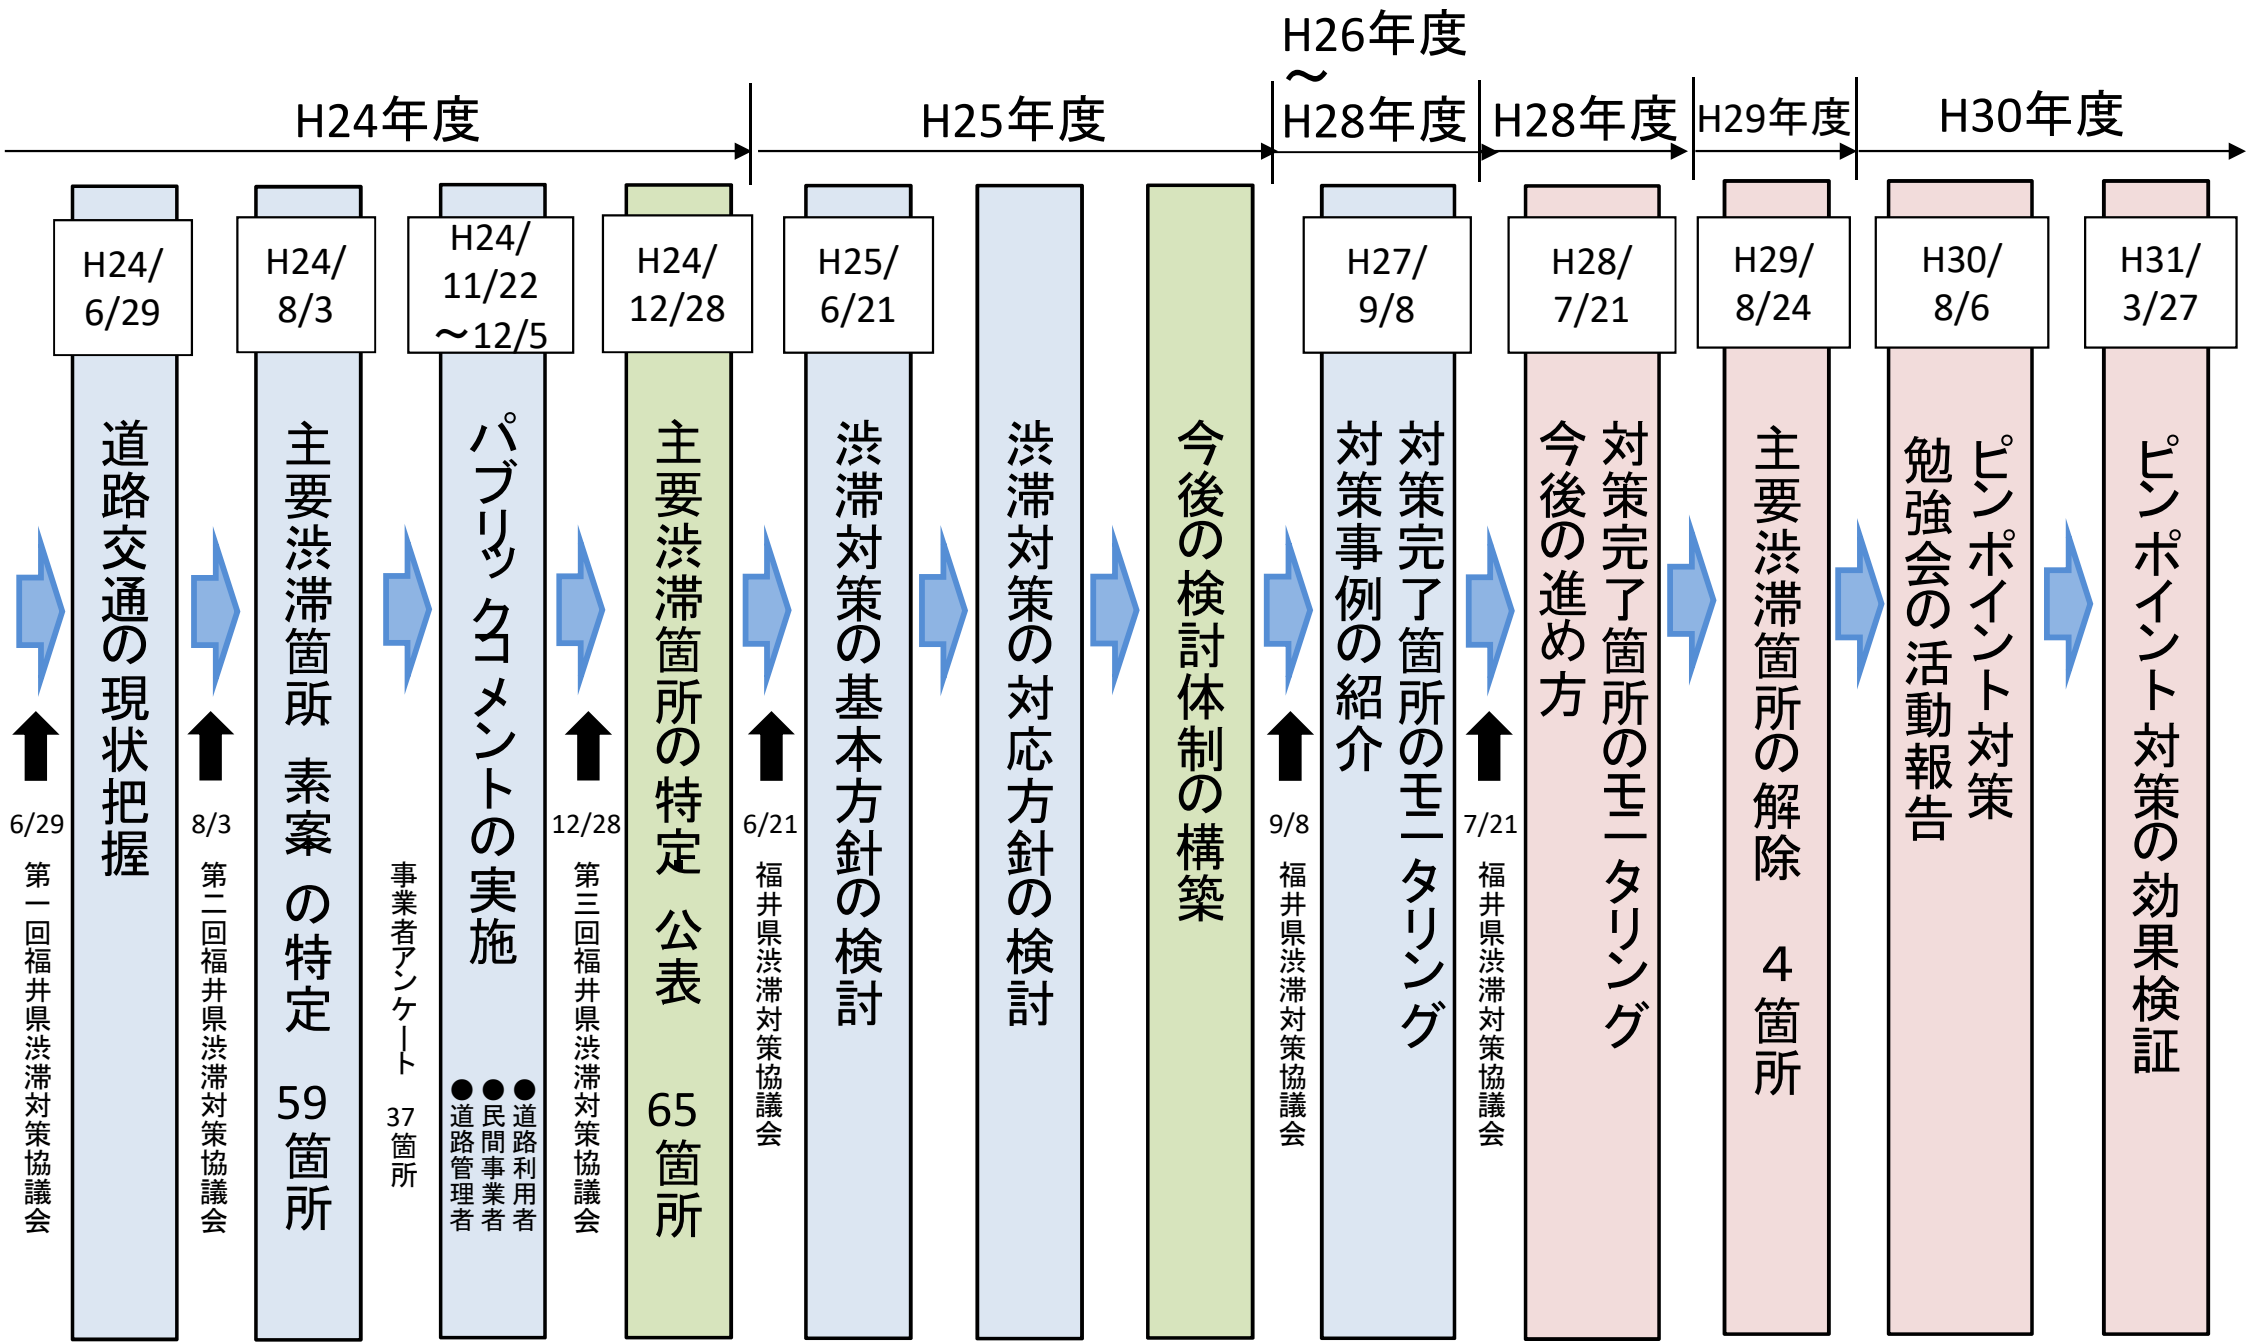 H24年度
H25年度
H26年度
～
H28年度
H28年度
H29年度
H30年度
H24/
6/29
道路交通の現状把握
6/29
第一回福井県渋滞対策協議会
H24/
8/3
主要渋滞箇所 素案 の特定 59箇所
8/3
第二回福井県渋滞対策協議会
H24/
11/22
～12/5
パブリックコメントの実施
●道路利用者
●民間事業者
●道路管理者
事業者アンケート 37箇所
H24/
12/28
主要渋滞箇所の特定 公表 65箇所
12/28
第三回福井県渋滞対策協議会
H25/
6/21
渋滞対策の基本方針の検討
6/21
福井県渋滞対策協議会
渋滞対策の対応方針の検討
今後の検討体制の構築
H27/
9/8
対策完了箇所のモニタリング
対策事例の紹介
9/8
福井県渋滞対策協議会
H28/
7/21
対策完了箇所のモニタリング
今後の進め方
7/21
福井県渋滞対策協議会
H29/
8/24
主要渋滞箇所の解除 4箇所
H30/
8/6
ピンポイント対策
勉強会の活動報告
H31/
3/27
ピンポイント対策の効果検証